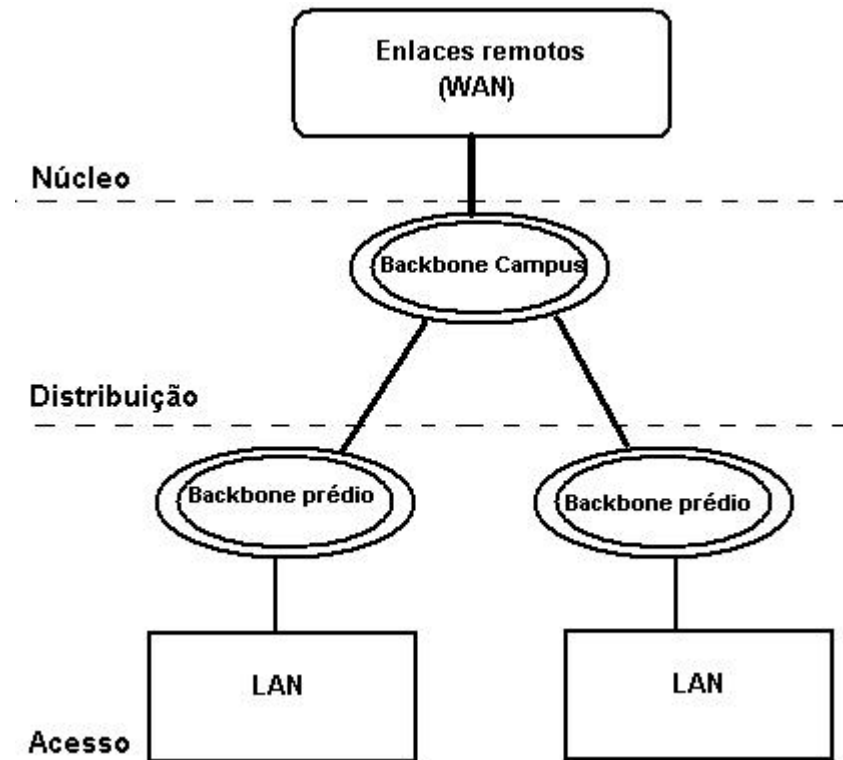 Enlaces remotos
(WAN)
Núcleo
Backbone Campus
Distribuição
Backbone prédio
Backbone prédio
LAN
LAN
Acesso